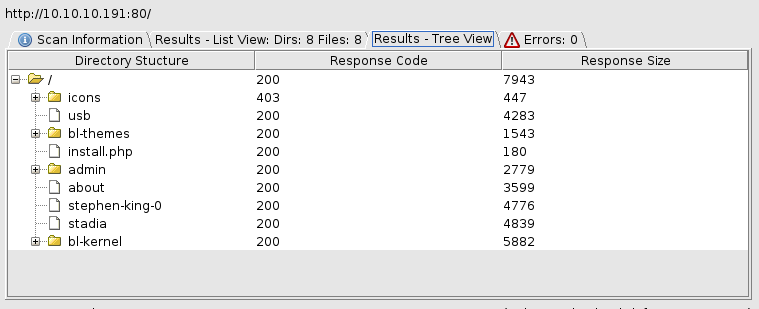 http://10.10.10.191:80/
Scan Information Results - List View: Dirs: 8 Files: 8 Results - Tree View Errors: 0
Directory Stucture Response Code Response Size
/ 200 7943
icons 403 447
usb 200 4283
bl-themes 200 1543
install.php 200 180
admin 200 2779
about 200 3599
stephen-king-0 200 4776
stadia 200 4839
bl-kernel 200 5882